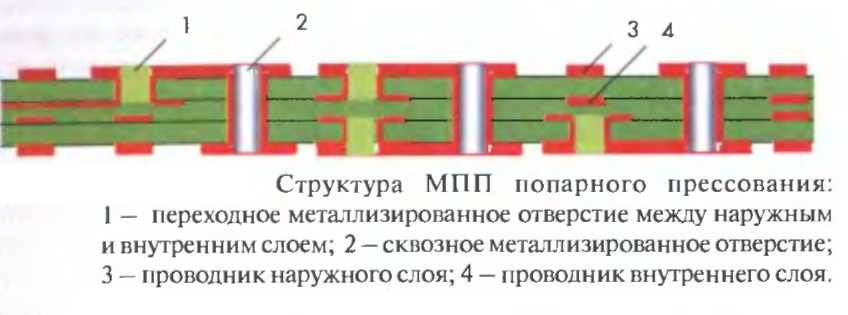 1 2 3 4
Структура МПП попарного прессования:
1 – переходное металлизированное отверстие между наружным
и внутренним слоем; 2 – сквозное металлизированное отверстие;
3 – проводник наружного слоя; 4 – проводник внутреннего слоя.